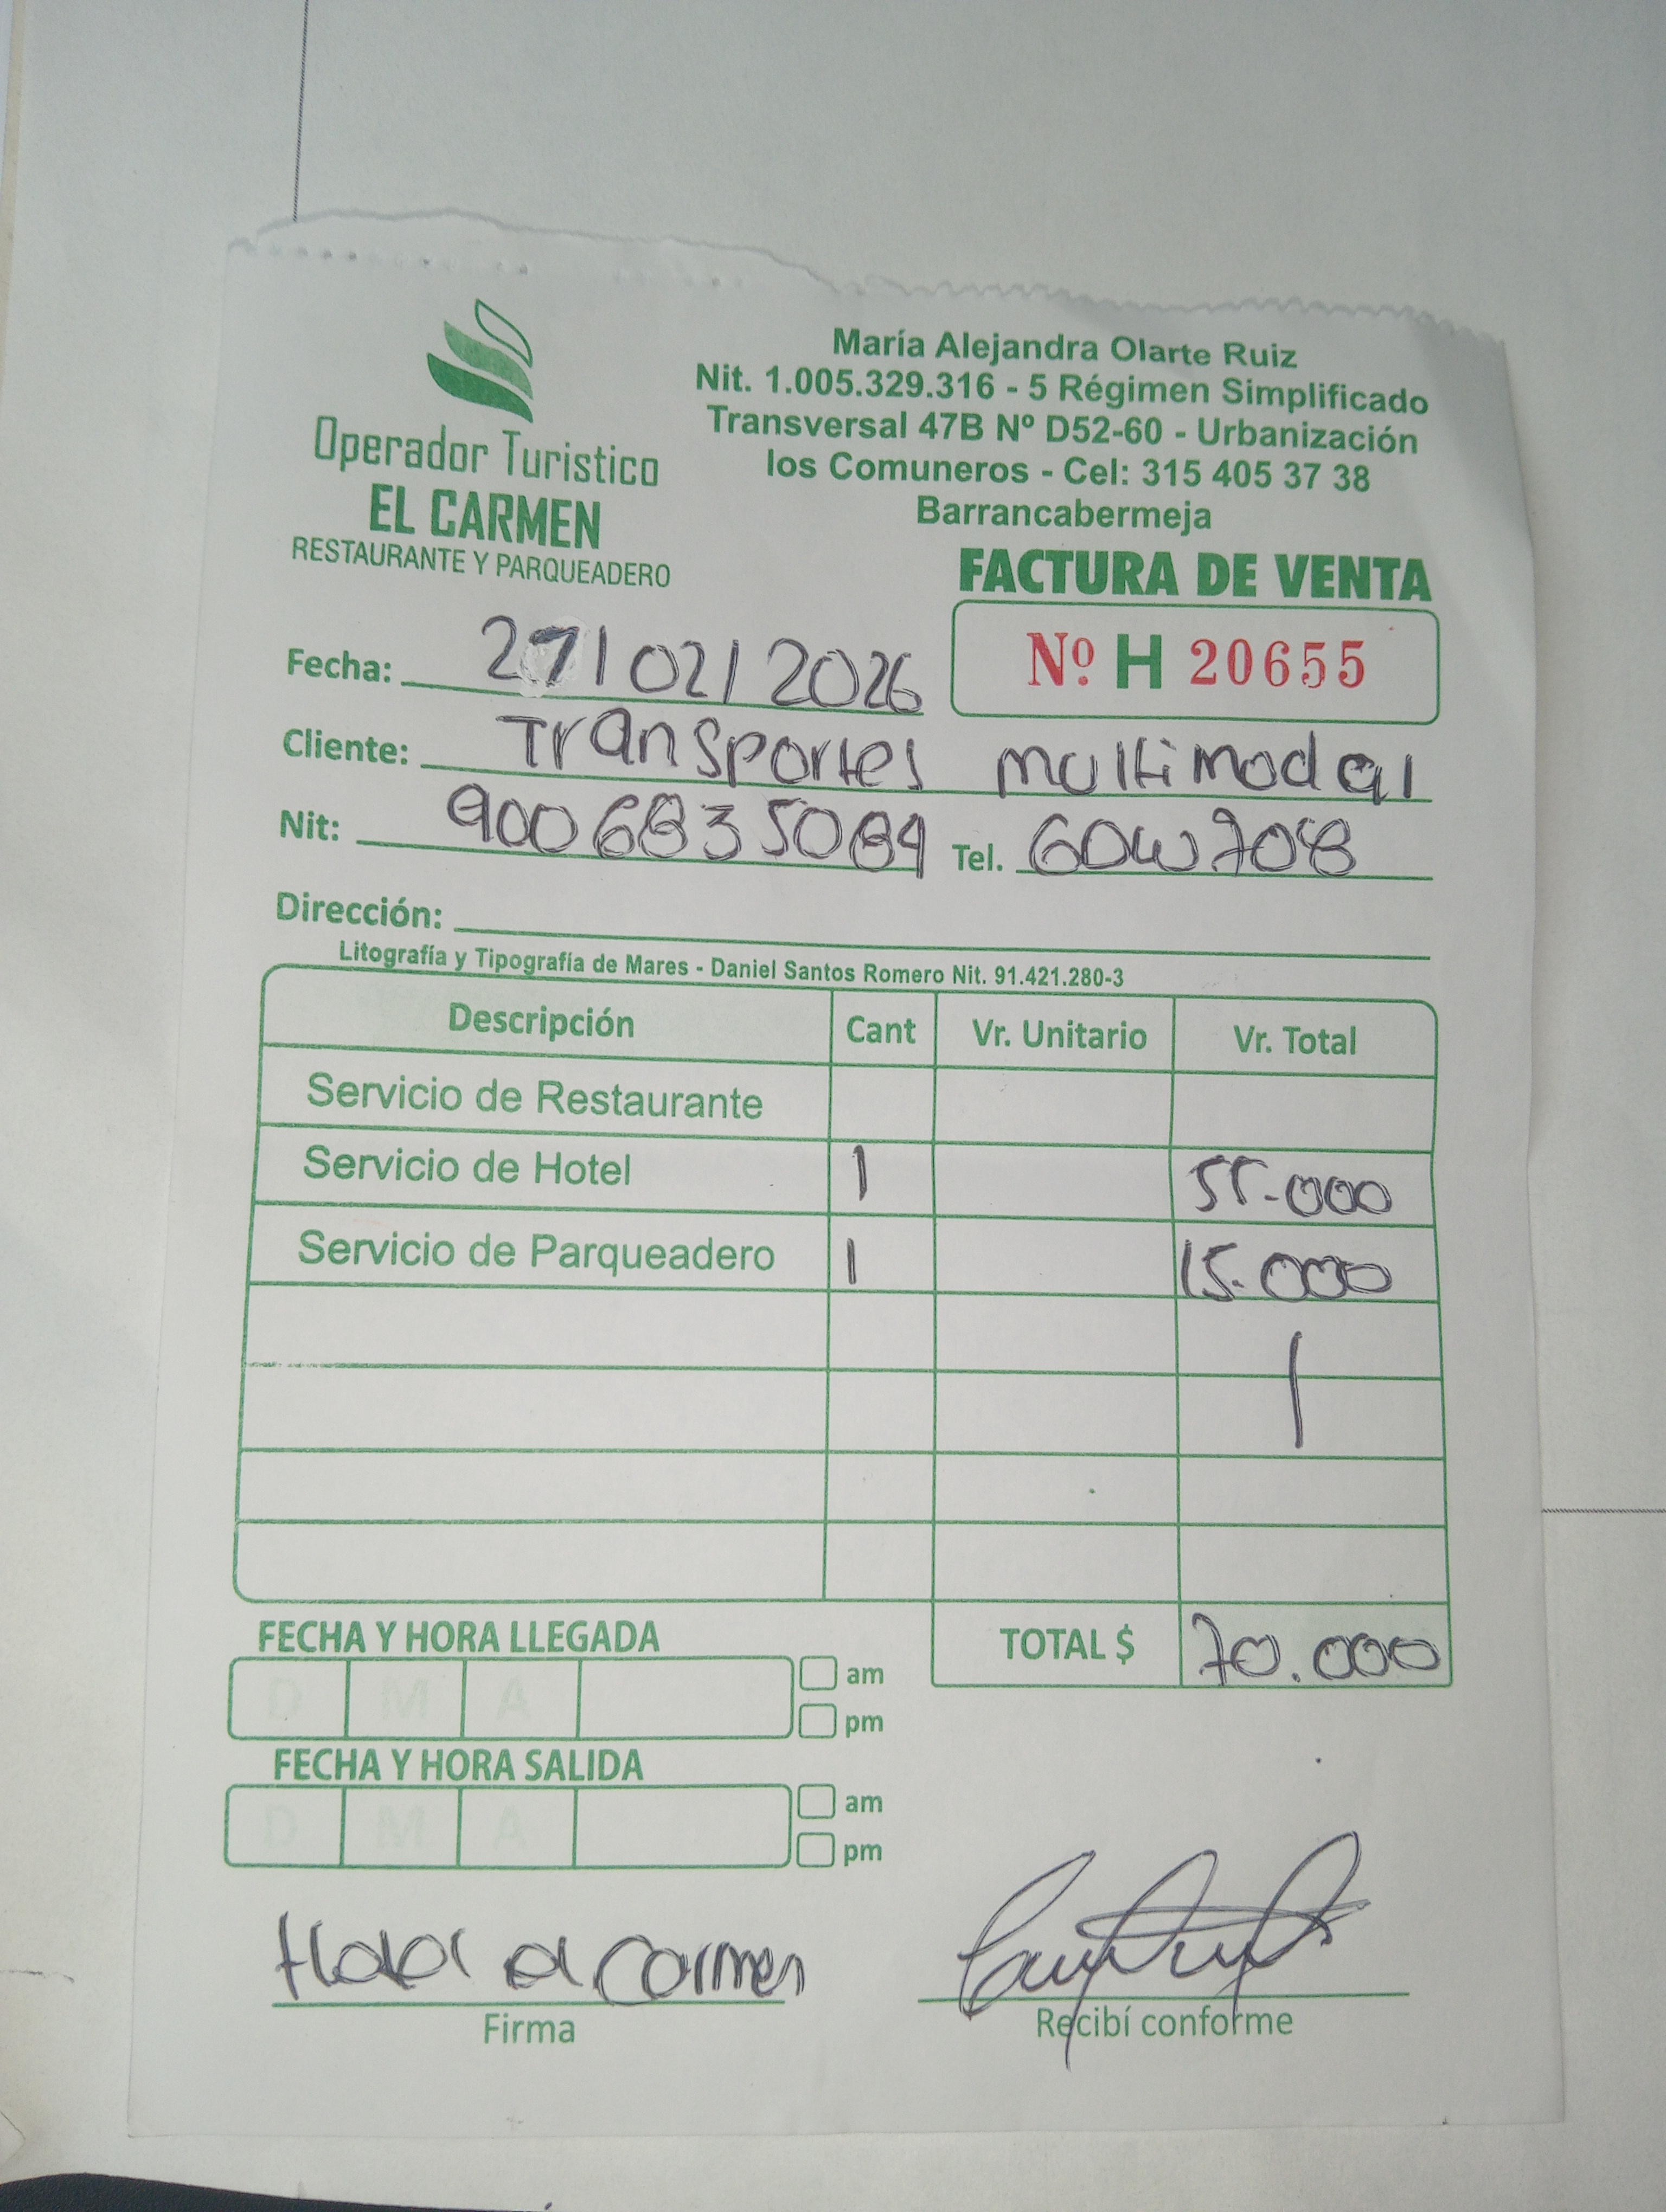 María Alejandra Olarte Ruiz
Nit. 1.005.329.316 - 5 Régimen Simplificado
Transversal 47B Nº D52-60 - Urbanización
los Comuneros - Cel: 315 405 37 38
Barrancabermeja
Operador Turistico
EL CARMEN
RESTAURANTE Y PARQUEADERO
FACTURA DE VENTA
Nº H 20655
Fecha: 27/02/2026
Cliente: Transportes multimodal
Nit: Tel. GDW708
Dirección:
Litografía y Tipografía de Mares - Daniel Santos Romero Nit. 91.421.280-3
Descripción Cant Vr. Unitario Vr. Total
Servicio de Restaurante
Servicio de Hotel 1 55.000
Servicio de Parqueadero 1 15.000
TOTAL $ 70.000
FECHA Y HORA LLEGADA
D M A am
pm
FECHA Y HORA SALIDA
D M A am
pm
Hotel el Carmen
Firma Recibí conforme